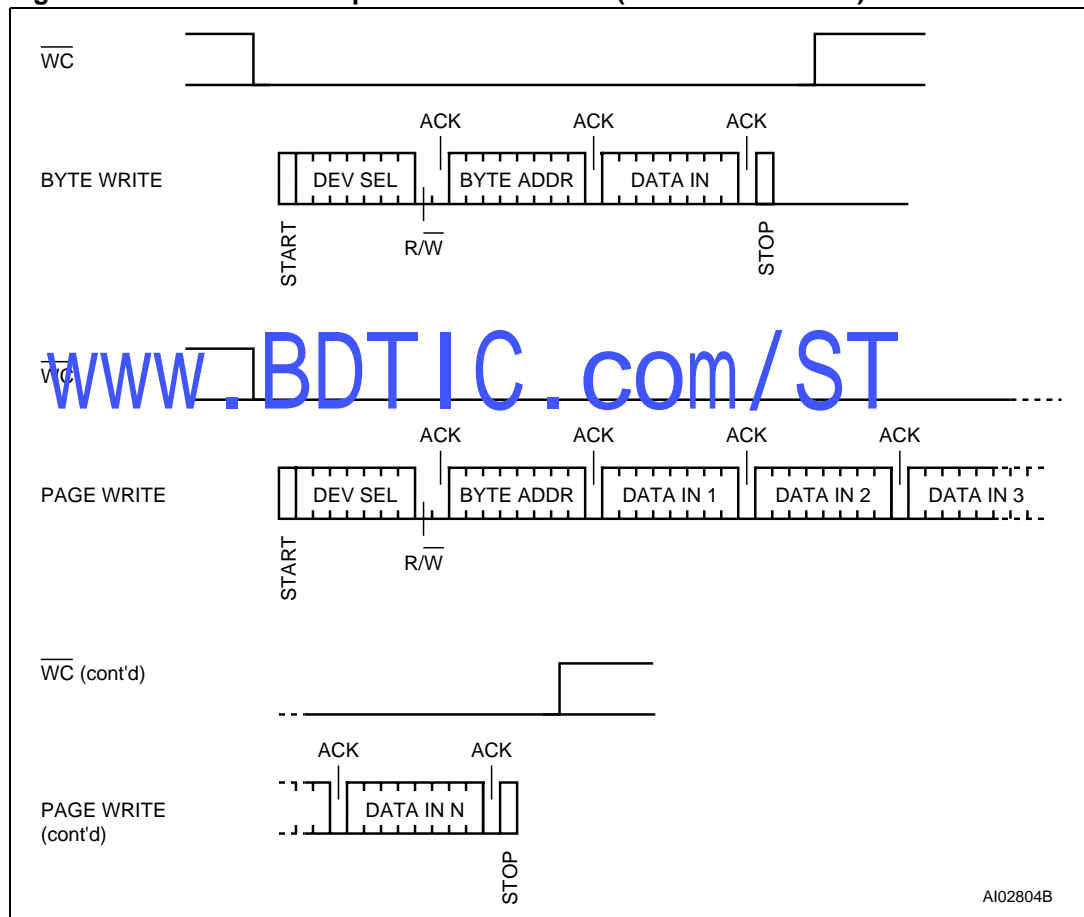 WC
ACK ACK ACK
BYTE WRITE
DEV SEL BYTE ADDR DATA IN
R/W
START
STOP
WC
www.BDTIC.com/ST
ACK ACK ACK ACK
PAGE WRITE
DEV SEL BYTE ADDR DATA IN 1 DATA IN 2 DATA IN 3
R/W
START
WC (cont'd)
ACK ACK
PAGE WRITE
(cont'd)
DATA IN N
STOP
AI02804B